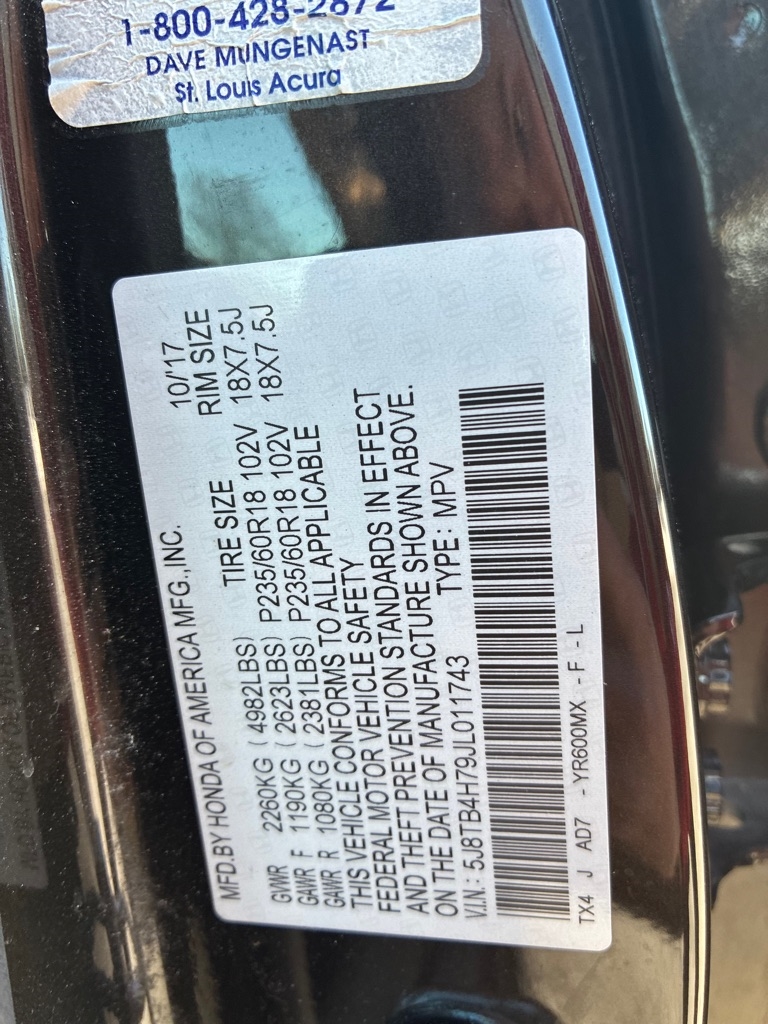 1-800-428-2872
DAVE MUNGENAST
St. Louis Acura
MFD.BY HONDA OF AMERICA MFG.,INC. 10/'17
TIRE SIZE RIM SIZE
GVWR 2260KG ( 4982LBS)
GAWR F 1190KG ( 2623LBS) P235/60R18 102V 18X7.5J
GAWR R 1080KG ( 2381LBS) P235/60R18 102V 18X7.5J
THIS VEHICLE CONFORMS TO ALL APPLICABLE
FEDERAL MOTOR VEHICLE SAFETY
AND THEFT PREVENTION STANDARDS IN EFFECT
ON THE DATE OF MANUFACTURE SHOWN ABOVE.
V.I.N.: 5J8TB4H79JL011743 TYPE : MPV
TX4 J AD7 - YR600MX - F - L